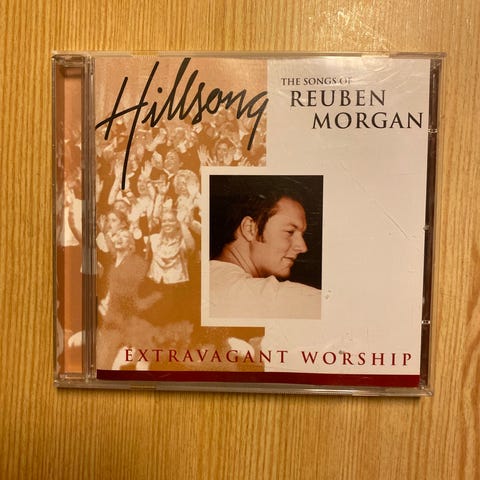 Hillsong
THE SONGS OF
REUBEN
MORGAN
EXTRAVAGANT WORSHIP